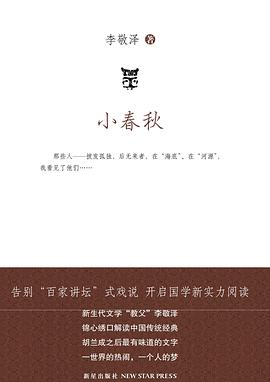 李敬泽 著
小春秋
那些人——披发孤独，后无来者，在“海底”、在“河源”，
我看见了他们……
告别“百家讲坛”式戏说 开启国学新实力阅读
新生代文学“教父”李敬泽
锦心绣口解读中国传统经典
胡兰成之后最有味道的文字
一世界的热闹，一个人的梦
新星出版社 NEW STAR PRESS